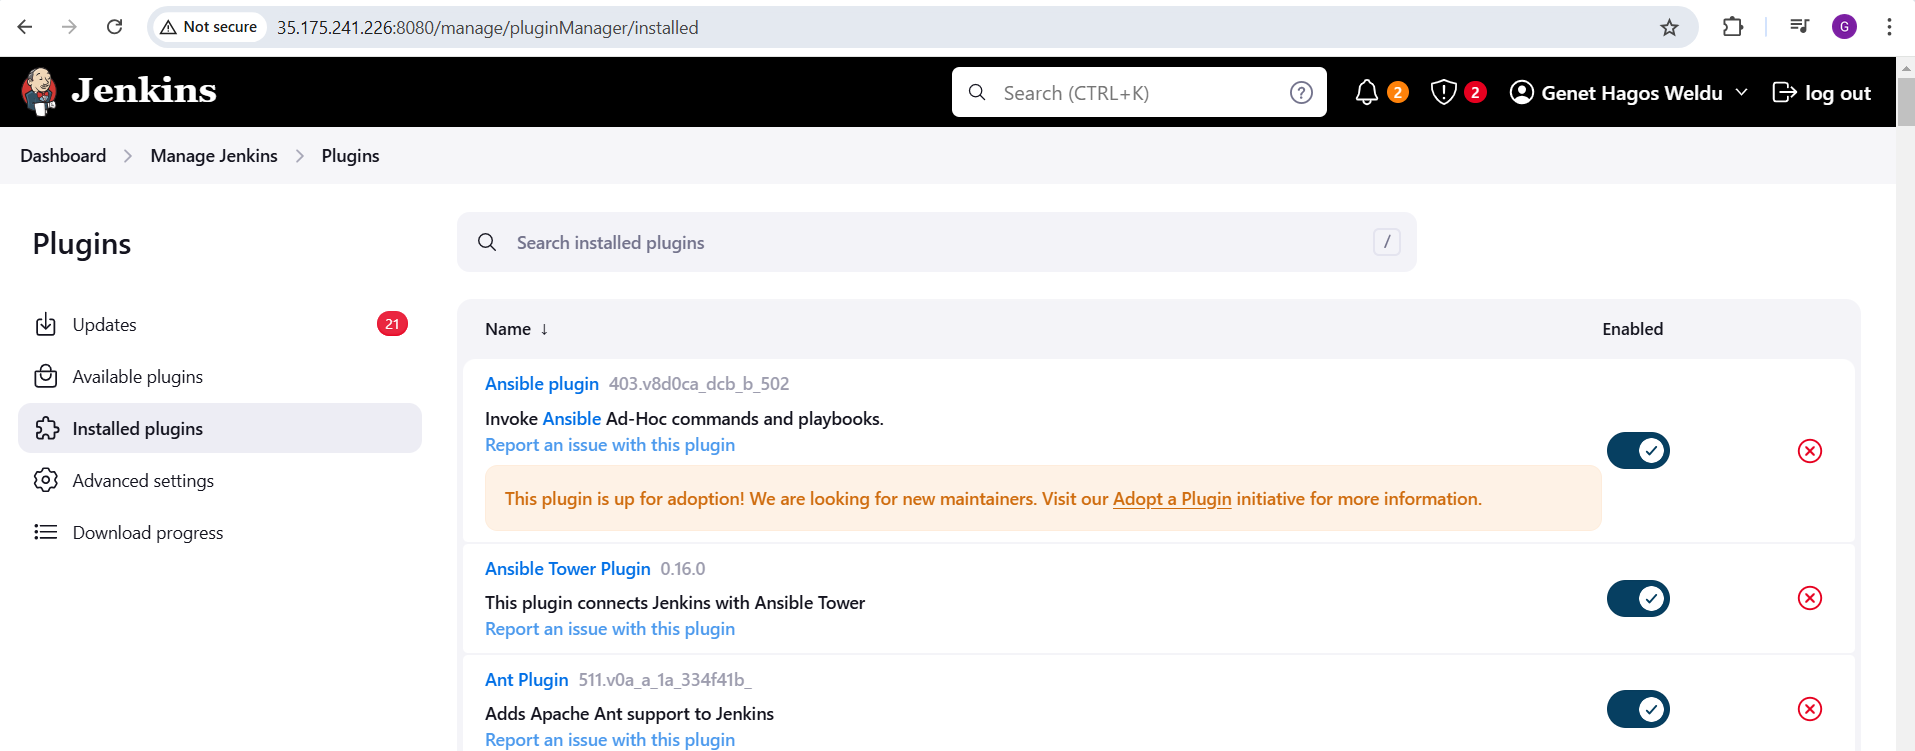 Not secure 35.175.241.226:8080/manage/pluginManager/installed G
Jenkins Search (CTRL+K) ? 2 2 Genet Hagos Weldu log out
Dashboard Manage Jenkins Plugins
Plugins
Updates 21
Available plugins
Installed plugins
Advanced settings
Download progress
Search installed plugins /
Name ↓ Enabled
Ansible plugin 403.v8d0ca_dcb_b_502
Invoke Ansible Ad-Hoc commands and playbooks.
Report an issue with this plugin
This plugin is up for adoption! We are looking for new maintainers. Visit our Adopt a Plugin initiative for more information.
Ansible Tower Plugin 0.16.0
This plugin connects Jenkins with Ansible Tower
Report an issue with this plugin
Ant Plugin 511.v0a_a_1a_334f41b_
Adds Apache Ant support to Jenkins
Report an issue with this plugin